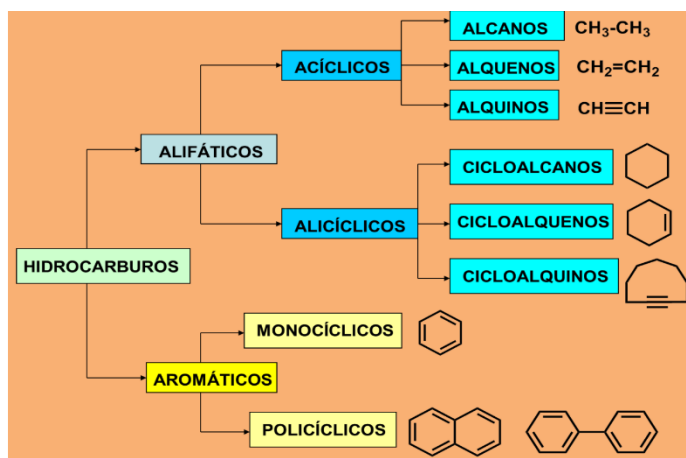 ALCANOS CH3-CH3
ACÍCLICOS ALQUENOS CH2=CH2
ALQUINOS CH≡CH
ALIFÁTICOS
CICLOALCANOS
ALICÍCLICOS CICLOALQUENOS
HIDROCARBUROS
CICLOALQUINOS
MONOCÍCLICOS
AROMÁTICOS
POLICÍCLICOS